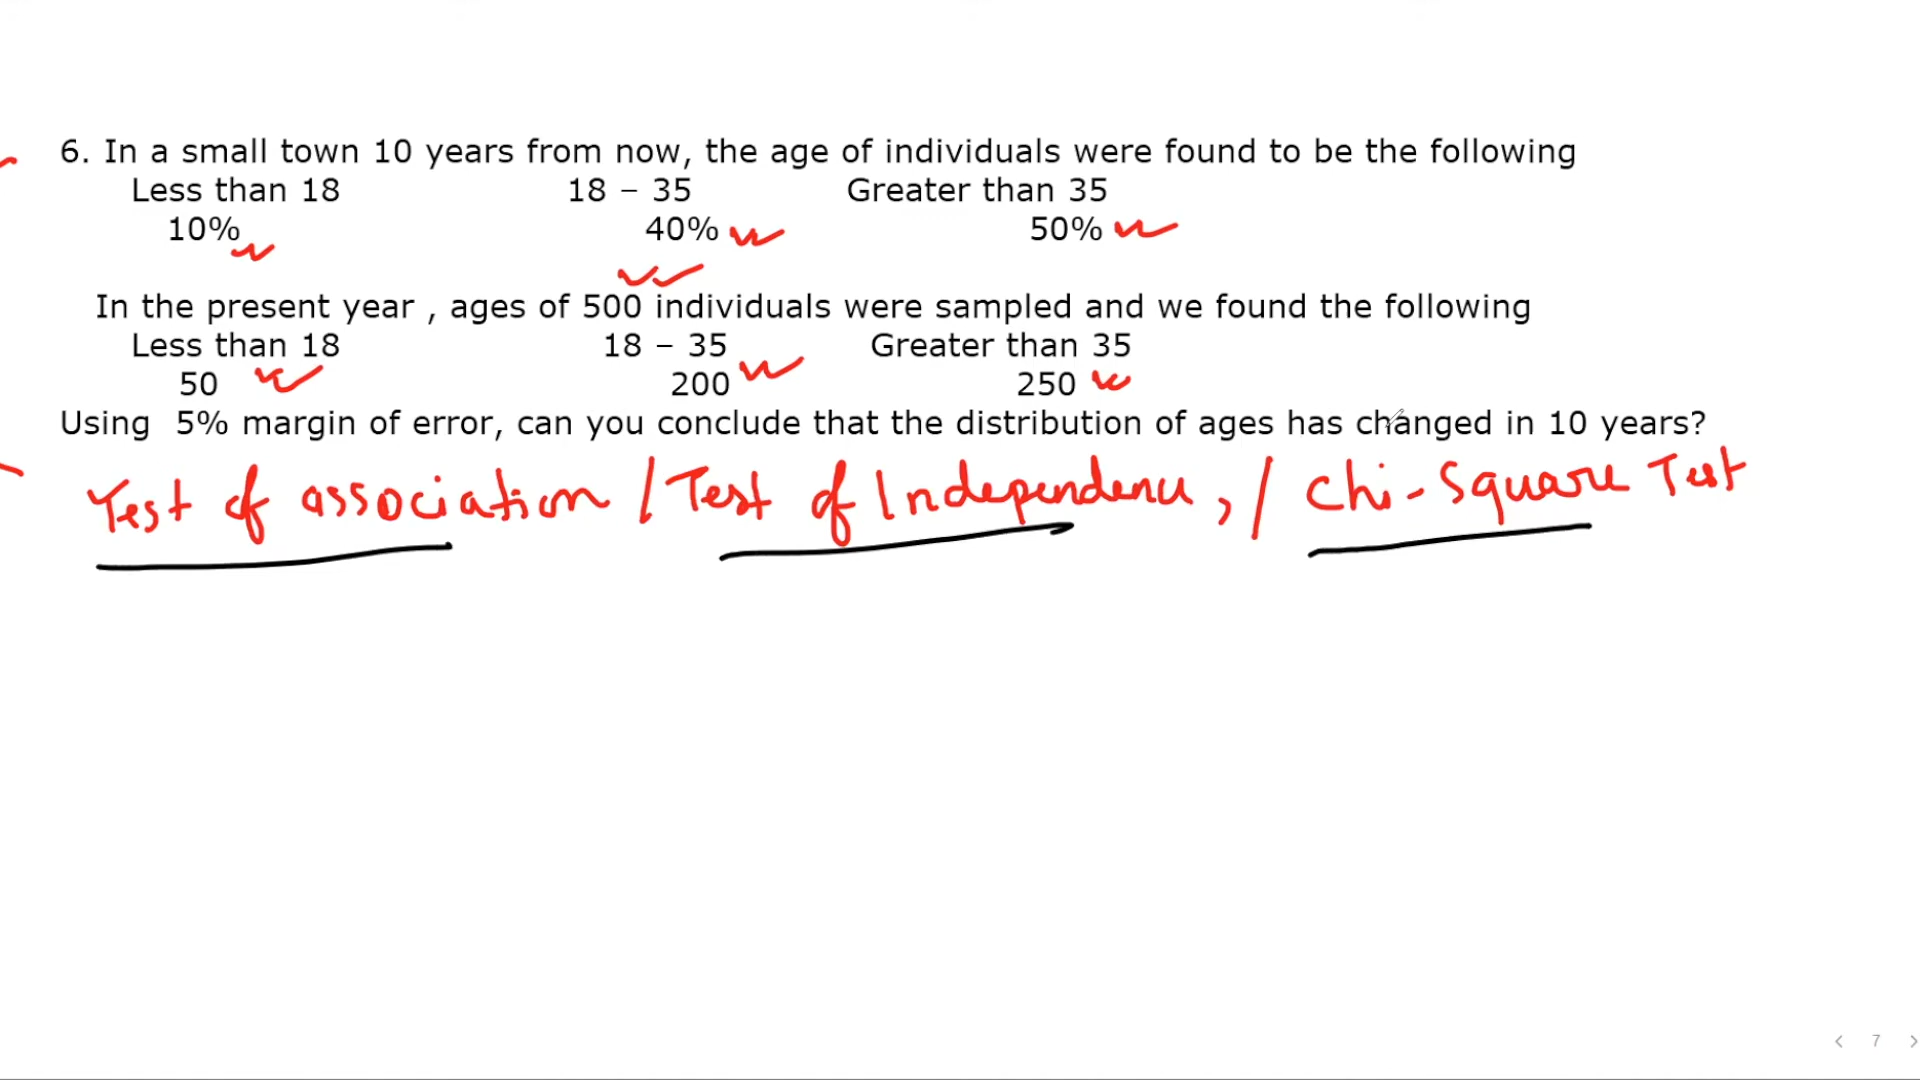 6. In a small town 10 years from now, the age of individuals were found to be the following
Less than 18 18 – 35 Greater than 35
10% 40% 50%
In the present year , ages of 500 individuals were sampled and we found the following
Less than 18 18 – 35 Greater than 35
50 200 250
Using 5% margin of error, can you conclude that the distribution of ages has changed in 10 years?
Test of association / Test of Independence, / Chi-Square Test
7